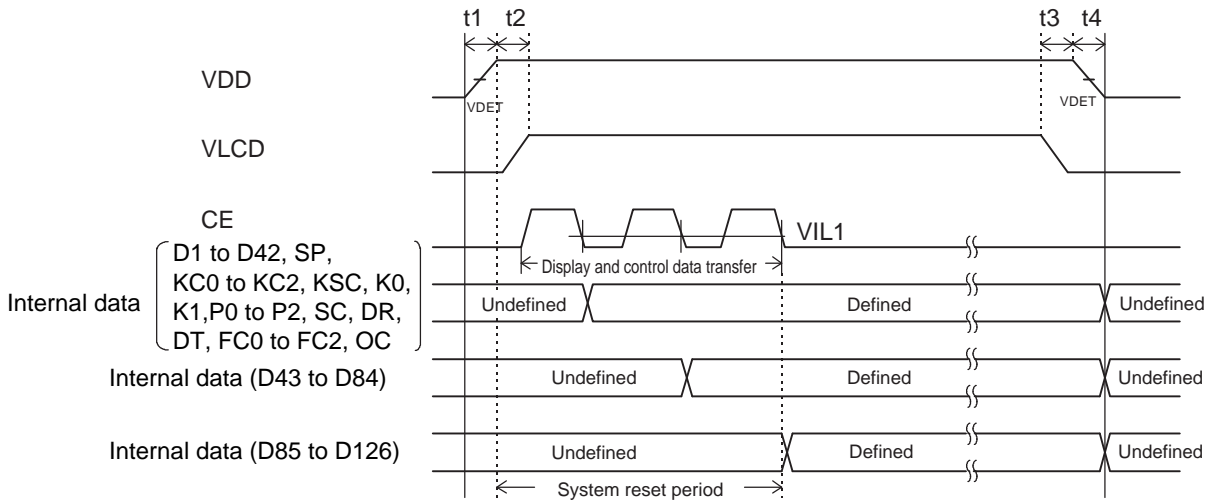 t1 t2 t3 t4
VDD
VDET VDET
VLCD
CE
VIL1
Display and control data transfer
Internal data
D1 to D42, SP,
KC0 to KC2, KSC, K0,
K1,P0 to P2, SC, DR,
DT, FC0 to FC2, OC
Undefined Defined Undefined
Internal data (D43 to D84) Undefined Defined Undefined
Internal data (D85 to D126) Undefined Defined Undefined
System reset period